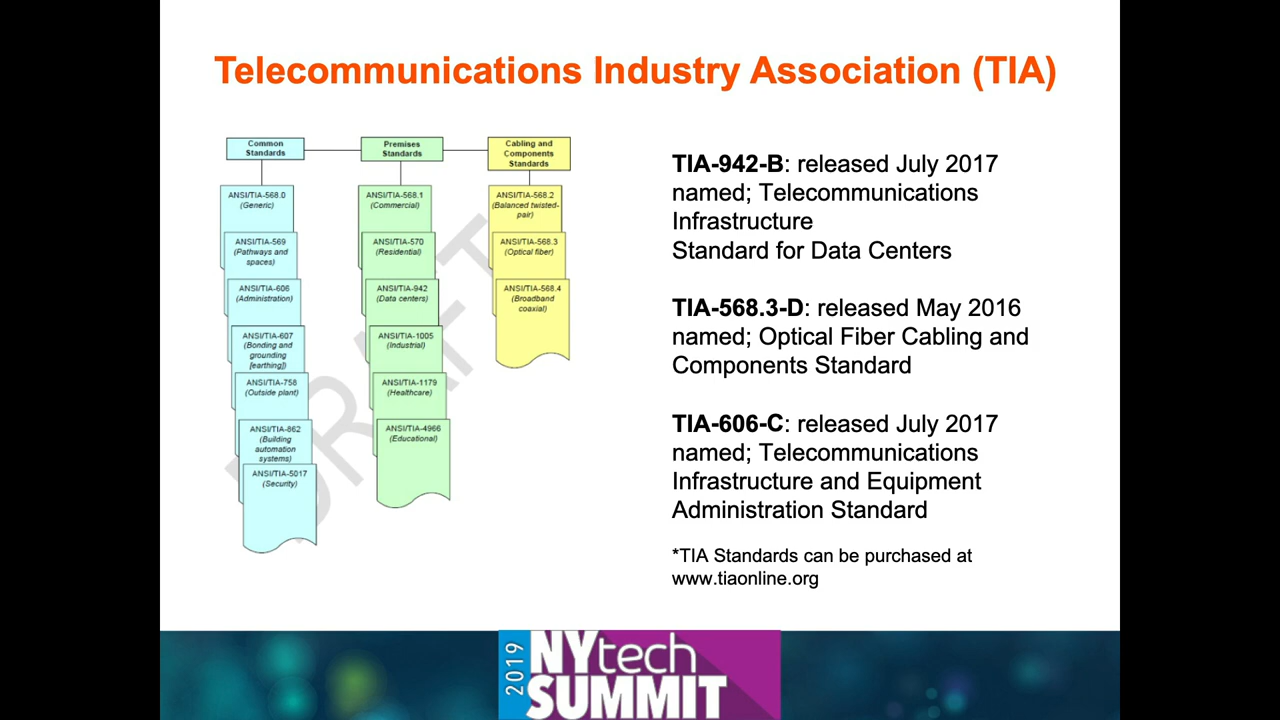 Telecommunications Industry Association (TIA)
Common
Standards
Premises
Standards
Cabling and
Components
Standards
ANSI/TIA-568.0
(Generic)
ANSI/TIA-569
(Pathways and
spaces)
ANSI/TIA-606
(Administration)
ANSI/TIA-607
(Bonding and
grounding
[earthing])
ANSI/TIA-758
(Outside plant)
ANSI/TIA-862
(Building
automation
systems)
ANSI/TIA-5017
(Security)
ANSI/TIA-568.1
(Commercial)
ANSI/TIA-570
(Residential)
ANSI/TIA-942
(Data centers)
ANSI/TIA-1005
(Industrial)
ANSI/TIA-1179
(Healthcare)
ANSI/TIA-4966
(Educational)
ANSI/TIA-568.2
(Balanced twisted-
pair)
ANSI/TIA-568.3
(Optical fiber)
ANSI/TIA-568.4
(Broadband
coaxial)
DRAFT
TIA-942-B: released July 2017
named; Telecommunications
Infrastructure
Standard for Data Centers
TIA-568.3-D: released May 2016
named; Optical Fiber Cabling and
Components Standard
TIA-606-C: released July 2017
named; Telecommunications
Infrastructure and Equipment
Administration Standard
*TIA Standards can be purchased at
www.tiaonline.org
2019
NYtech
SUMMIT